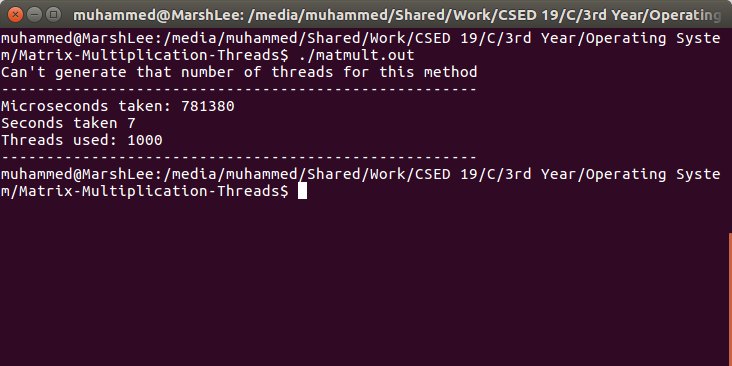 muhammed@MarshLee: /media/muhammed/Shared/Work/CSED 19/C/3rd Year/Operating
muhammed@MarshLee:/media/muhammed/Shared/Work/CSED 19/C/3rd Year/Operating Syste
m/Matrix-Multiplication-Threads$ ./matmult.out
Can't generate that number of threads for this method
-----------------------------------------------------
Microseconds taken: 781380
Seconds taken 7
Threads used: 1000
-----------------------------------------------------
muhammed@MarshLee:/media/muhammed/Shared/Work/CSED 19/C/3rd Year/Operating Syste
m/Matrix-Multiplication-Threads$